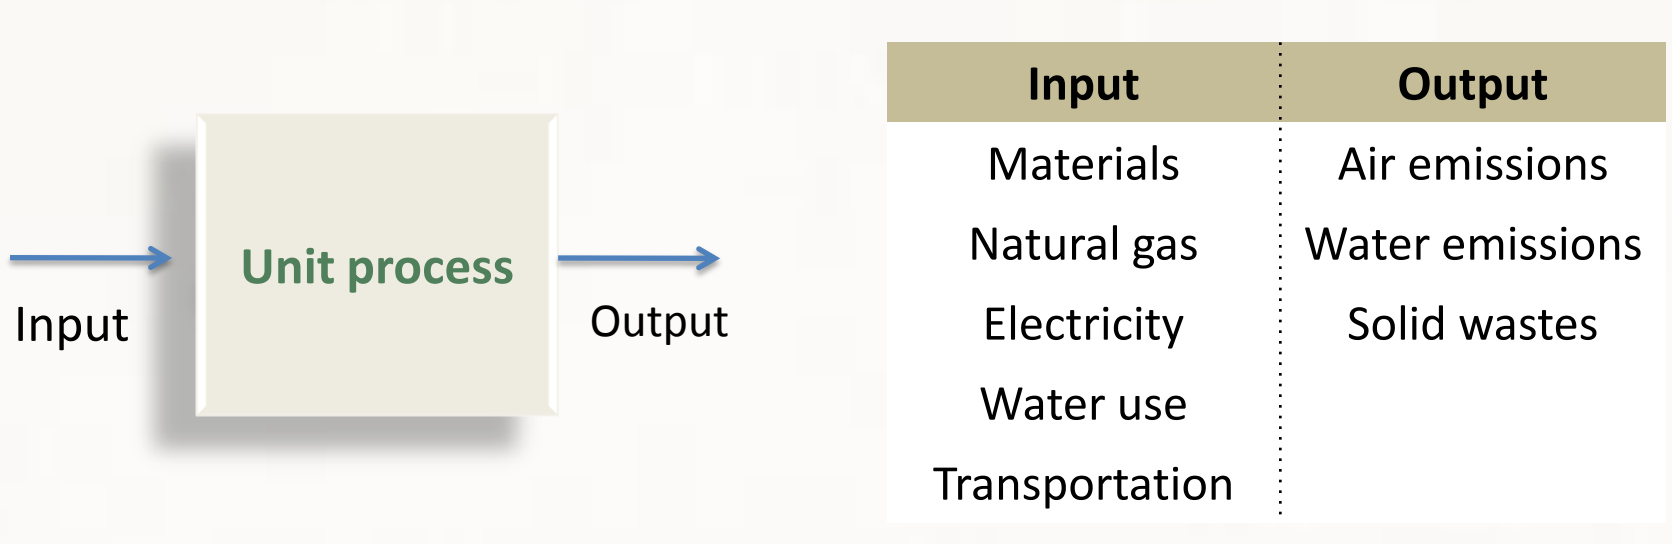 Input
Unit process
Output
Input Output
Materials Air emissions
Natural gas Water emissions
Electricity Solid wastes
Water use
Transportation